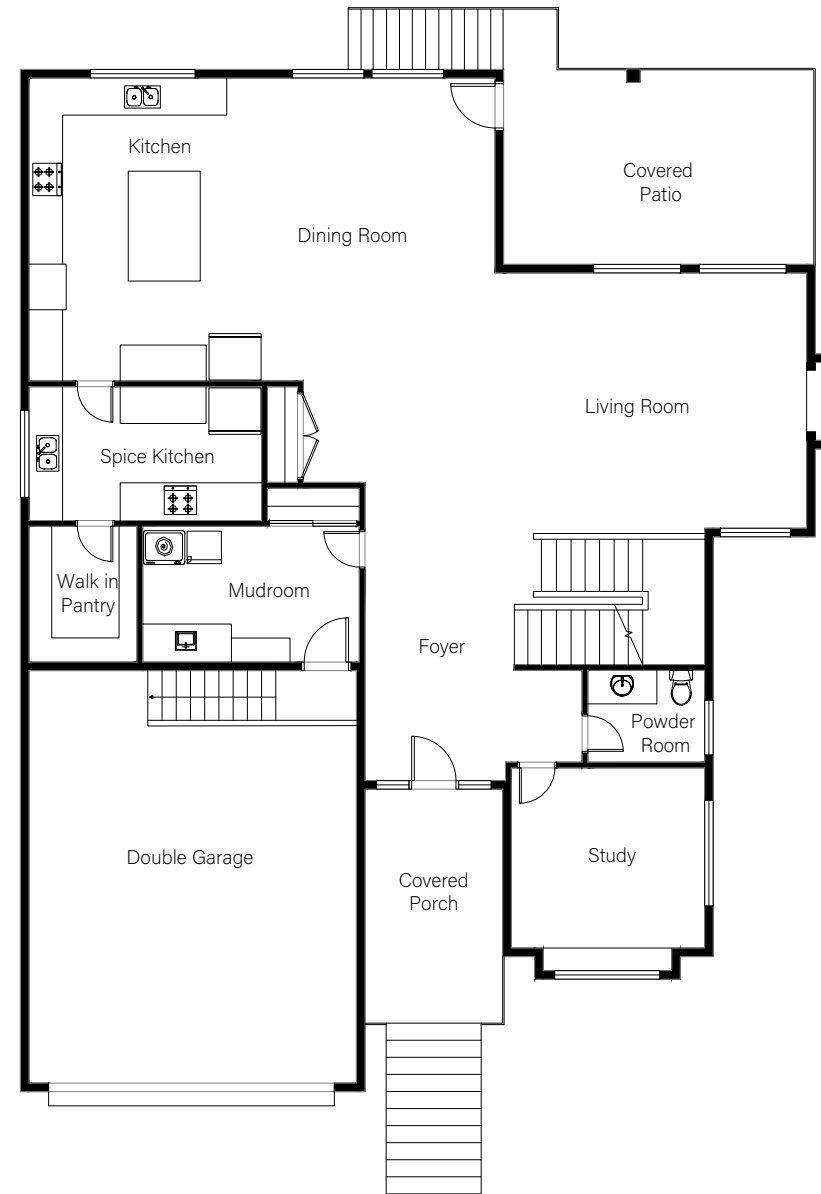 Kitchen
Covered
Patio
Dining Room
Living Room
Spice Kitchen
Walk in
Pantry
Mudroom
Foyer
Powder
Room
Double Garage
Study
Covered
Porch